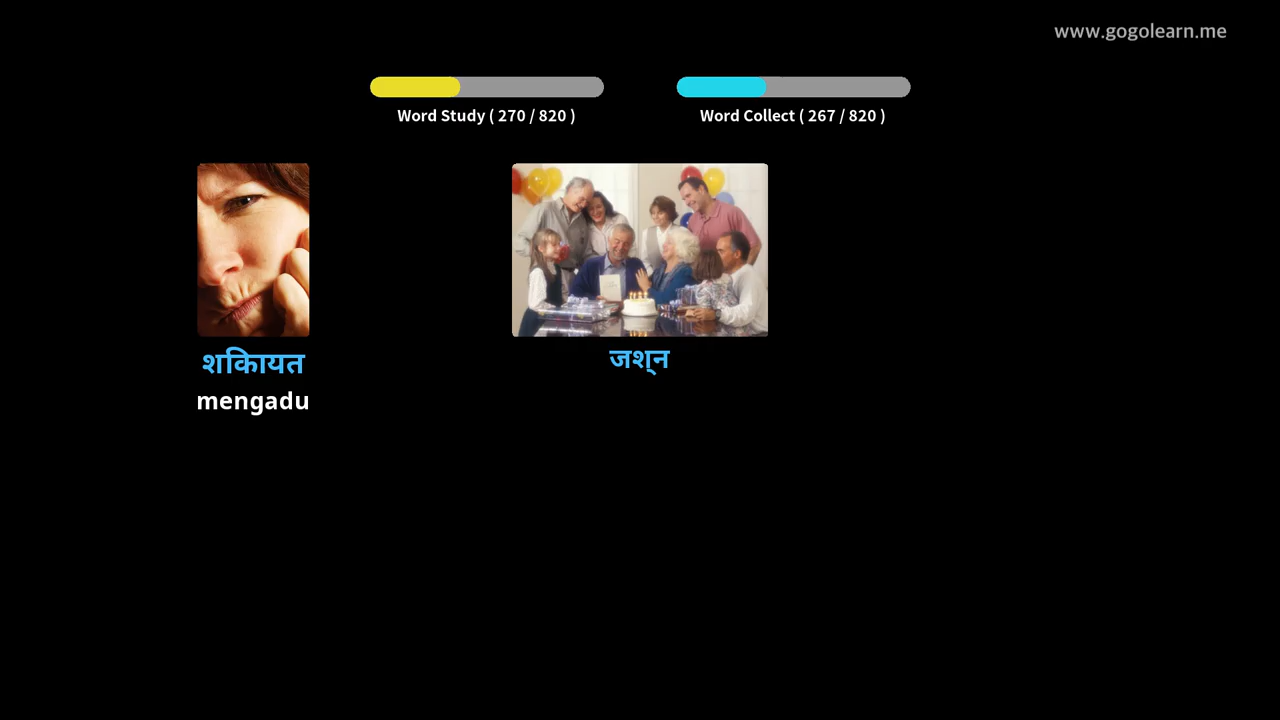 www.gogolearn.me
Word Study ( 270 / 820 )
Word Collect ( 267 / 820 )
शकिायत
जश्न
mengadu